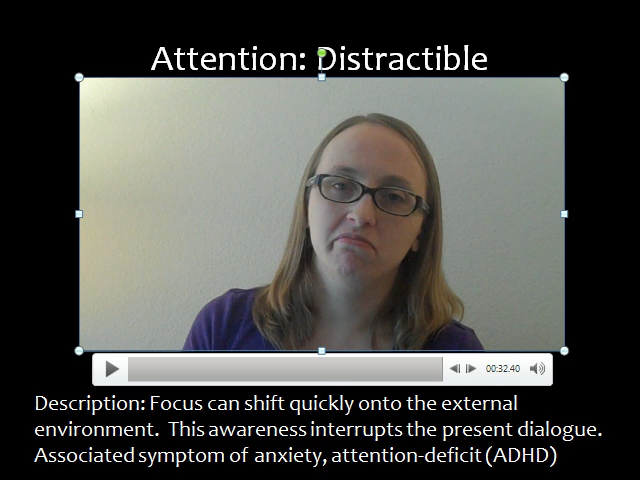 Attention: Distractible
00:32.40
Description: Focus can shift quickly onto the external
environment.  This awareness interrupts the present dialogue.
Associated symptom of anxiety, attention-deficit (ADHD)